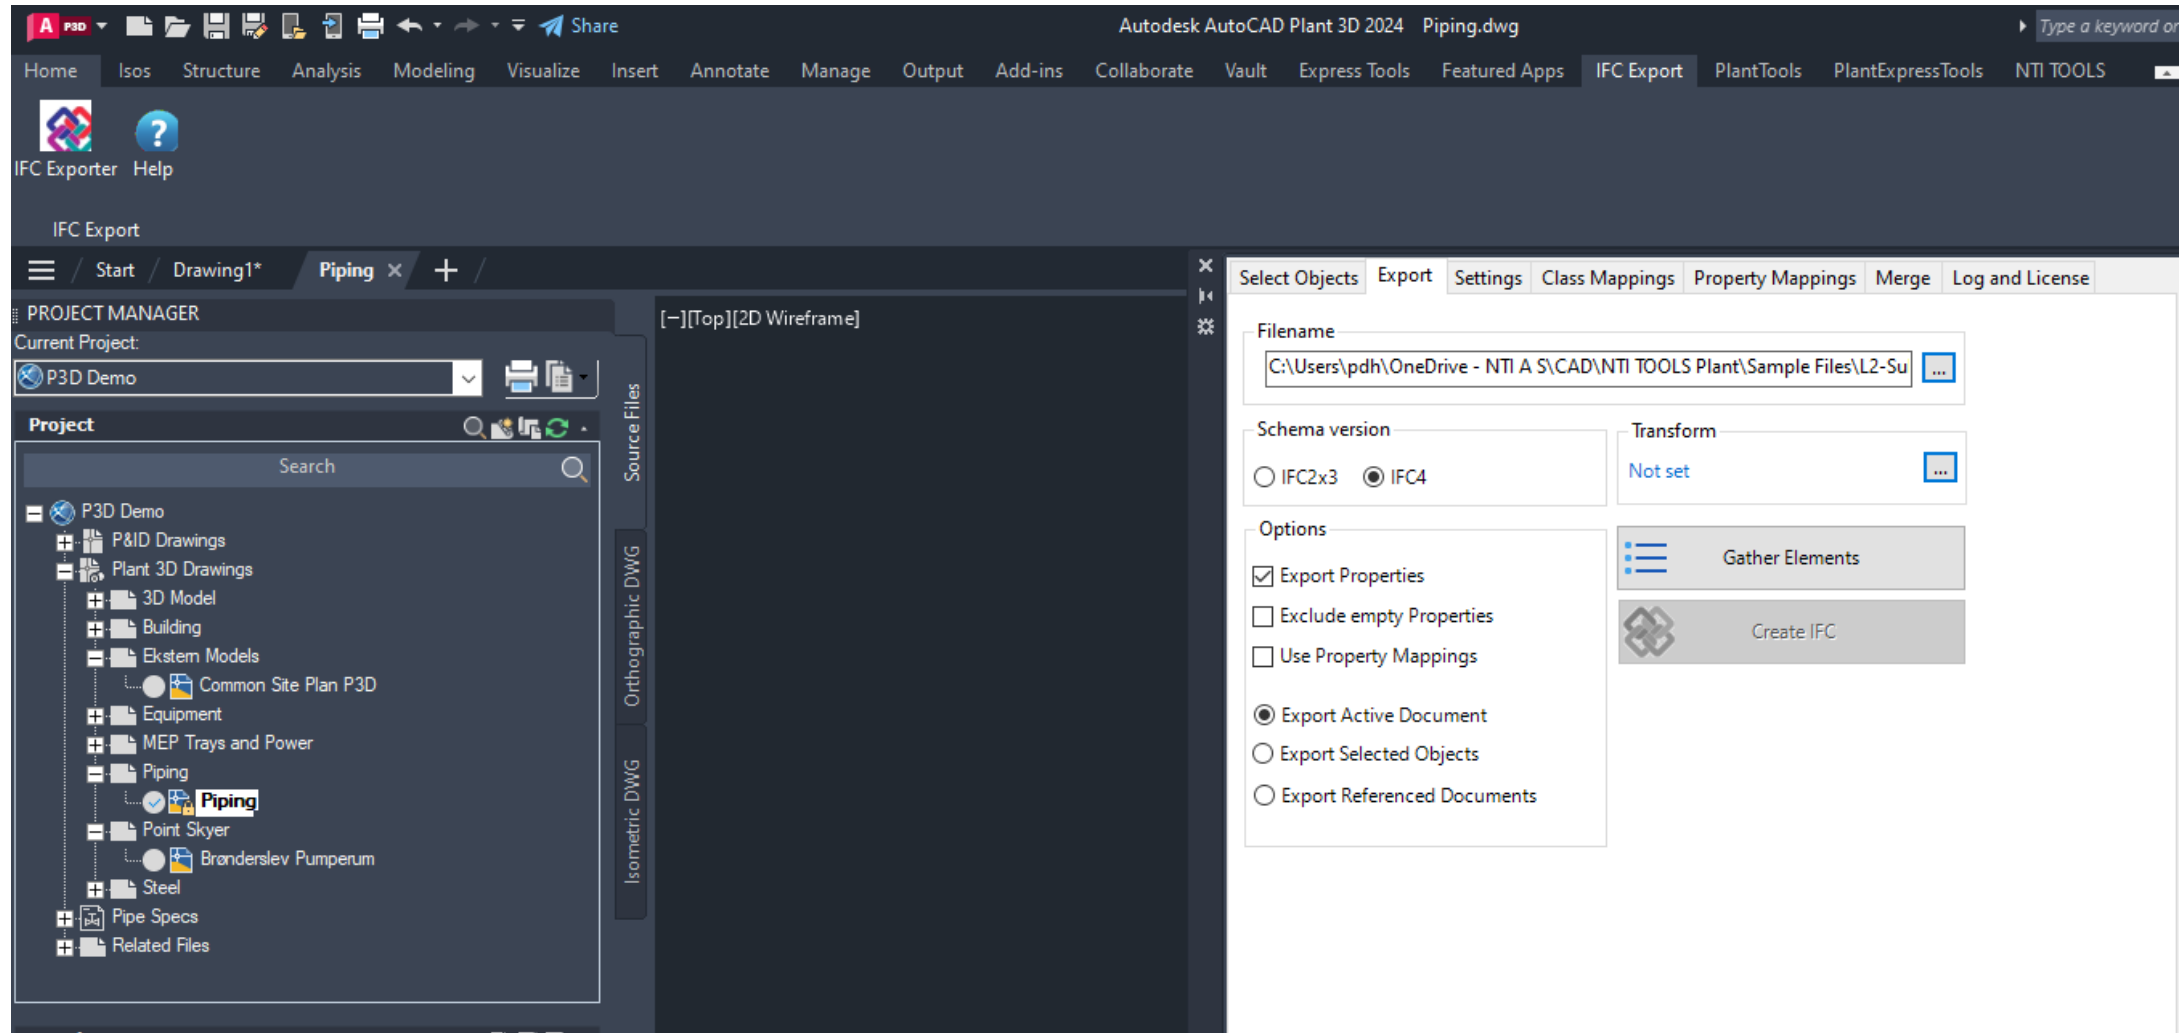 A P3D
Share
Autodesk AutoCAD Plant 3D 2024 Piping.dwg
Type a keyword or
Home Isos Structure Analysis Modeling Visualize Insert Annotate Manage Output Add-ins Collaborate Vault Express Tools Featured Apps IFC Export PlantTools PlantExpressTools NTI TOOLS
IFC Exporter Help
IFC Export
Start Drawing1* Piping
PROJECT MANAGER
Current Project:
P3D Demo
Project
Search
P3D Demo
P&ID Drawings
Plant 3D Drawings
3D Model
Building
Ekstern Models
Common Site Plan P3D
Equipment
MEP Trays and Power
Piping
Piping
Point Skyer
Brønderslev Pumperum
Steel
Pipe Specs
Related Files
Source Files
Orthographic DWG
Isometric DWG
[−][Top][2D Wireframe]
Select Objects Export Settings Class Mappings Property Mappings Merge Log and License
Filename
C:\Users\pdh\OneDrive - NTI A S\CAD\NTI TOOLS Plant\Sample Files\L2-Su ...
Schema version
IFC2x3 IFC4
Transform
Not set ...
Options
Export Properties
Exclude empty Properties
Use Property Mappings
Export Active Document
Export Selected Objects
Export Referenced Documents
Gather Elements
Create IFC